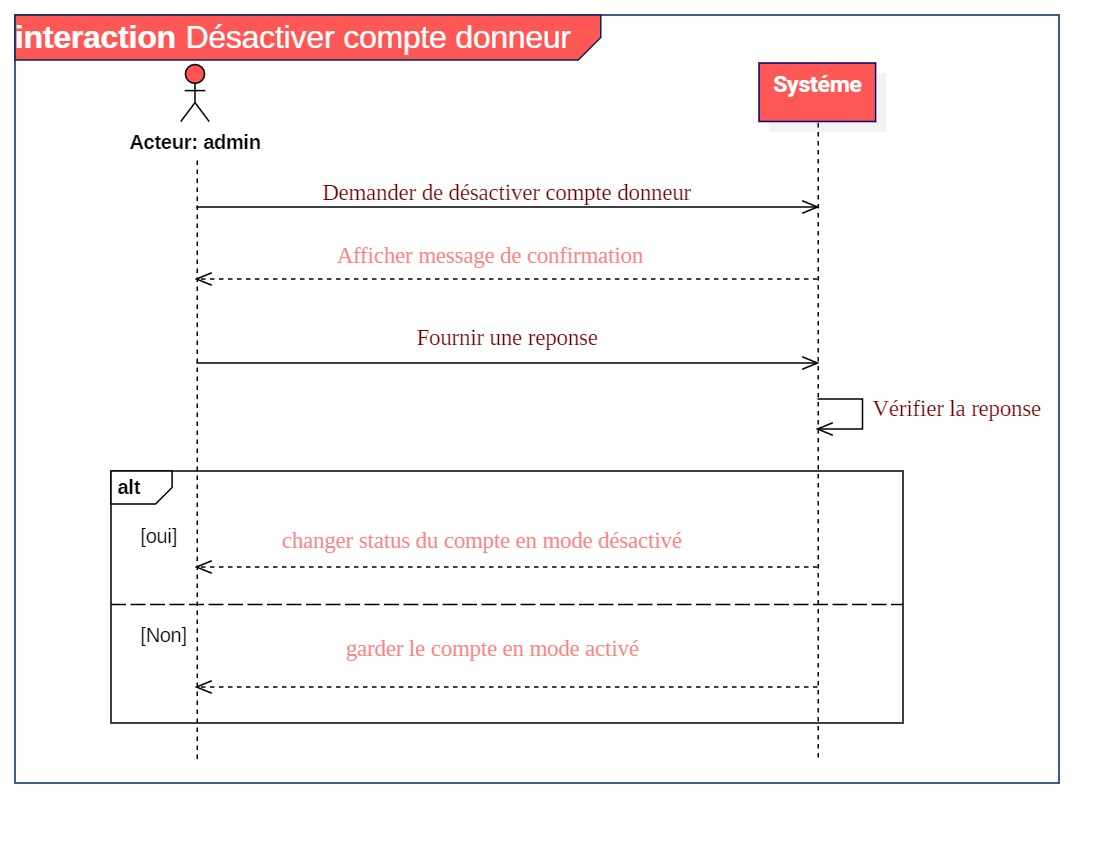 interaction Désactiver compte donneur
Systéme
Acteur: admin
Demander de désactiver compte donneur
Afficher message de confirmation
Fournir une reponse
Vérifier la reponse
alt
[oui]
changer status du compte en mode désactivé
[Non]
garder le compte en mode activé